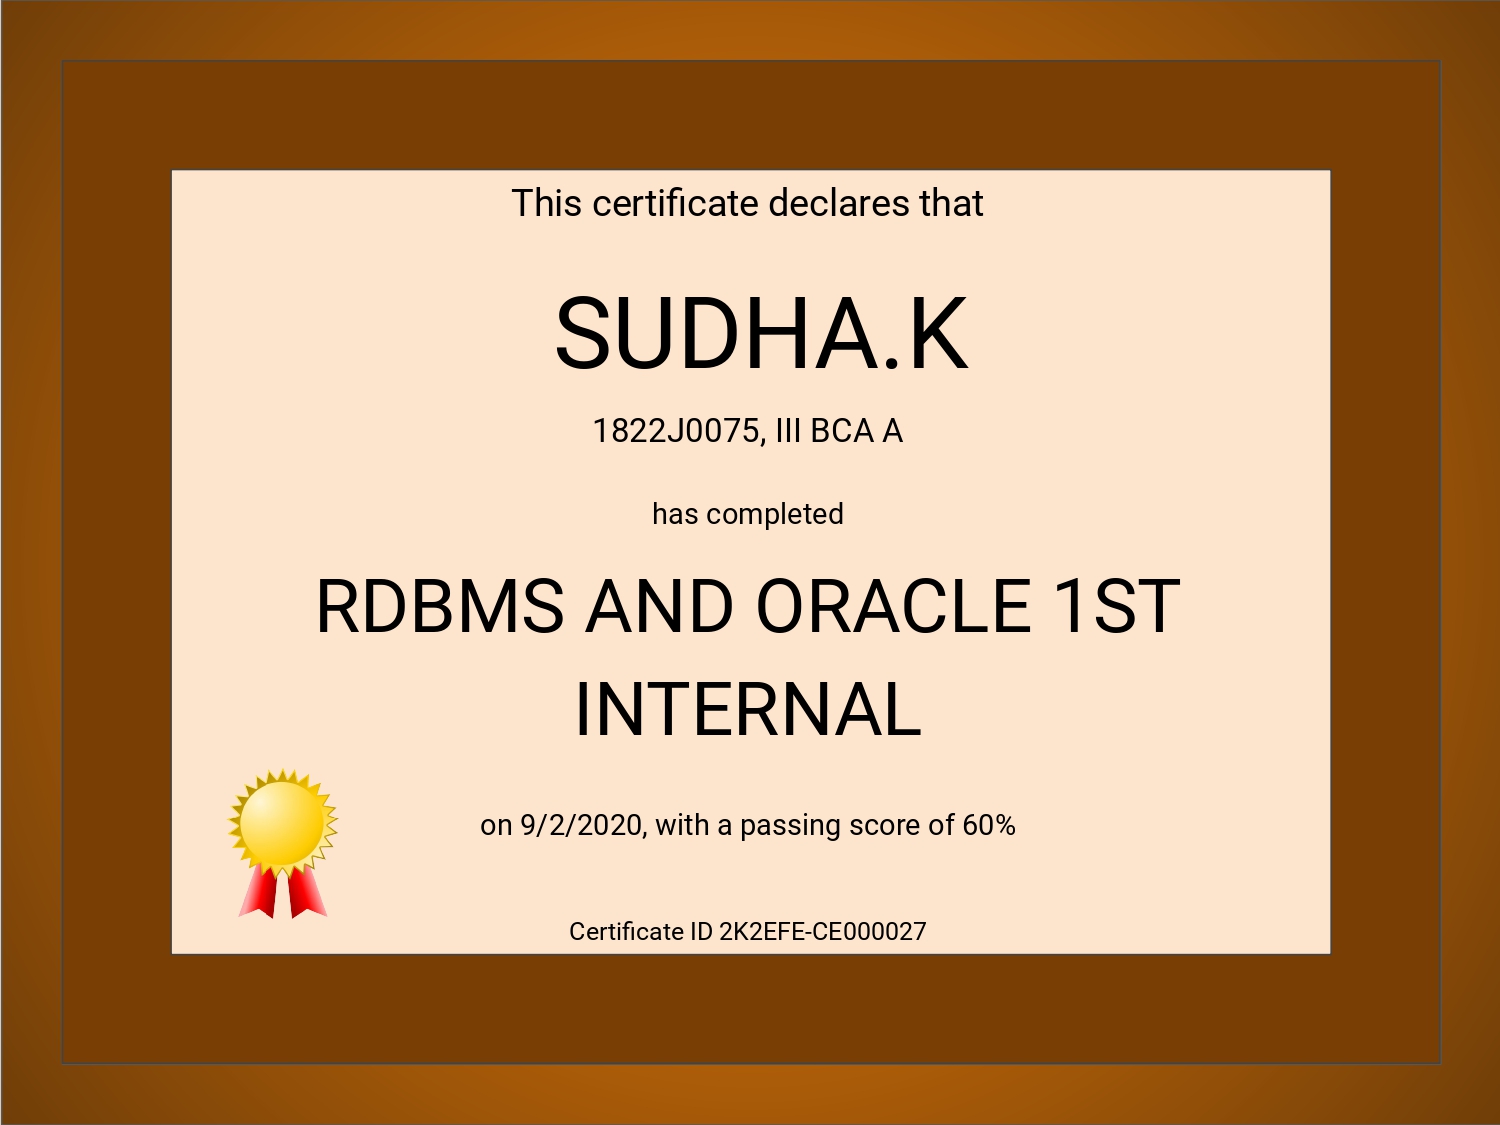 This certificate declares that
SUDHA.K
1822J0075, III BCA A
has completed
RDBMS AND ORACLE 1ST
INTERNAL
on 9/2/2020, with a passing score of 60%
Certificate ID 2K2EFE-CE000027